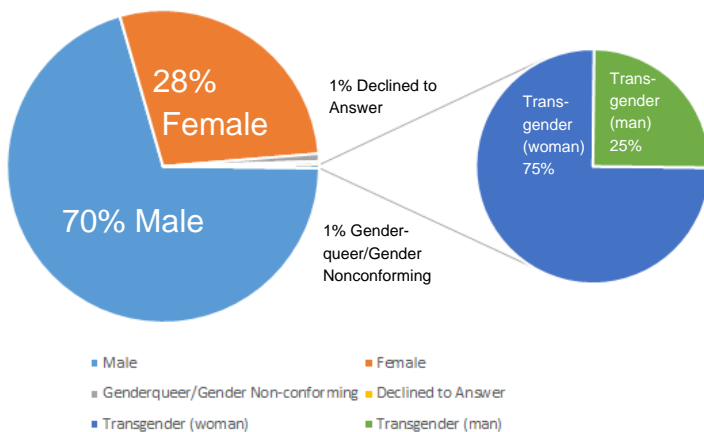 28%
Female
70% Male
1% Declined to
Answer
1% Gender-
queer/Gender
Nonconforming
Trans-
gender
(woman)
75%
Trans-
gender
(man)
25%
Male
Female
Genderqueer/Gender Non-conforming
Declined to Answer
Transgender (woman)
Transgender (man)